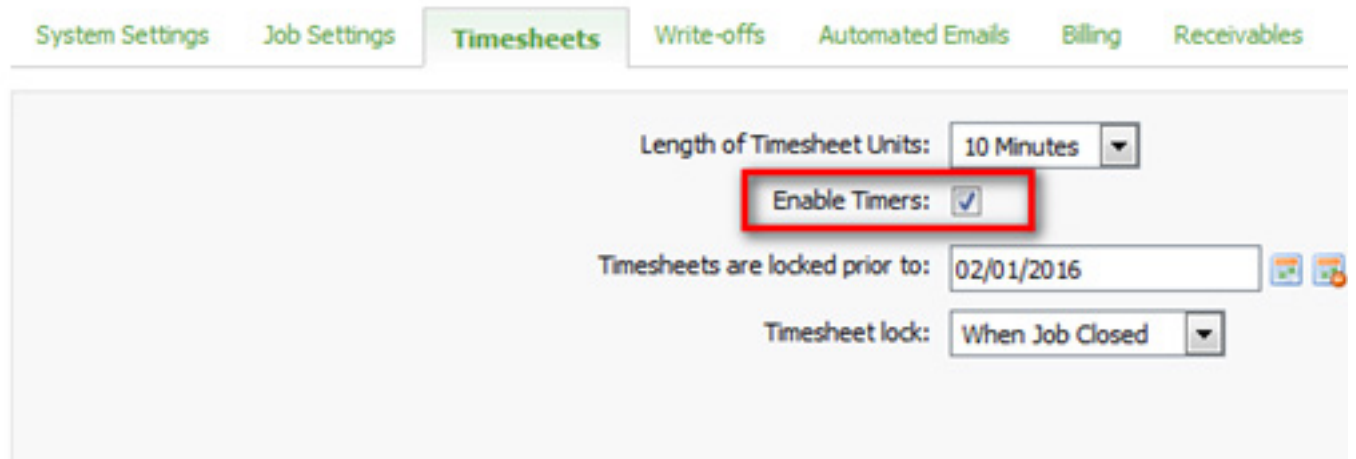 System Settings Job Settings Timesheets Write-offs Automated Emails Billing Receivables
Length of Timesheet Units: 10 Minutes
Enable Timers:
Timesheets are locked prior to: 02/01/2016
Timesheet lock: When Job Closed